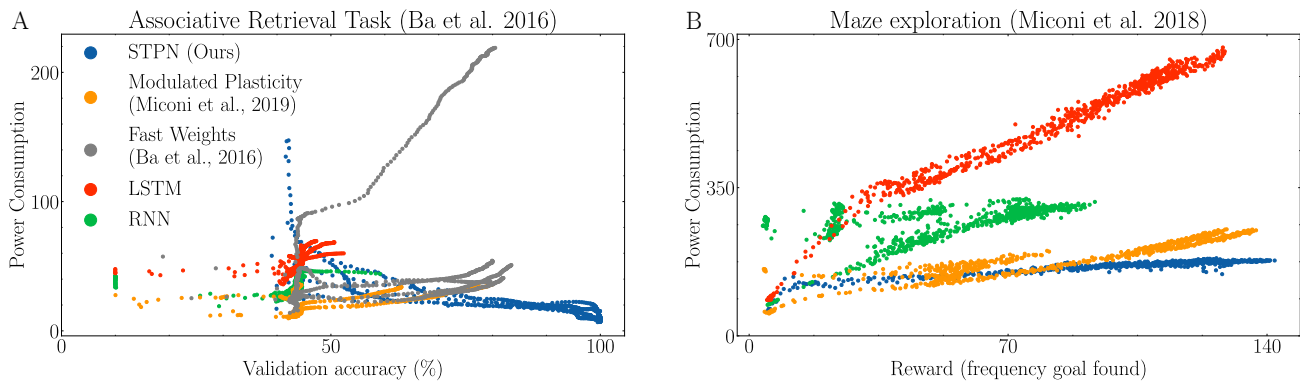 A
Associative Retrieval Task (Ba et al. 2016)
STPN (Ours)
Modulated Plasticity
(Miconi et al., 2019)
Fast Weights
(Ba et al., 2016)
LSTM
RNN
Power Consumption
200
100
0
0
50
100
Validation accuracy (%)
B
Maze exploration (Miconi et al. 2018)
Power Consumption
700
350
0
0
70
140
Reward (frequency goal found)